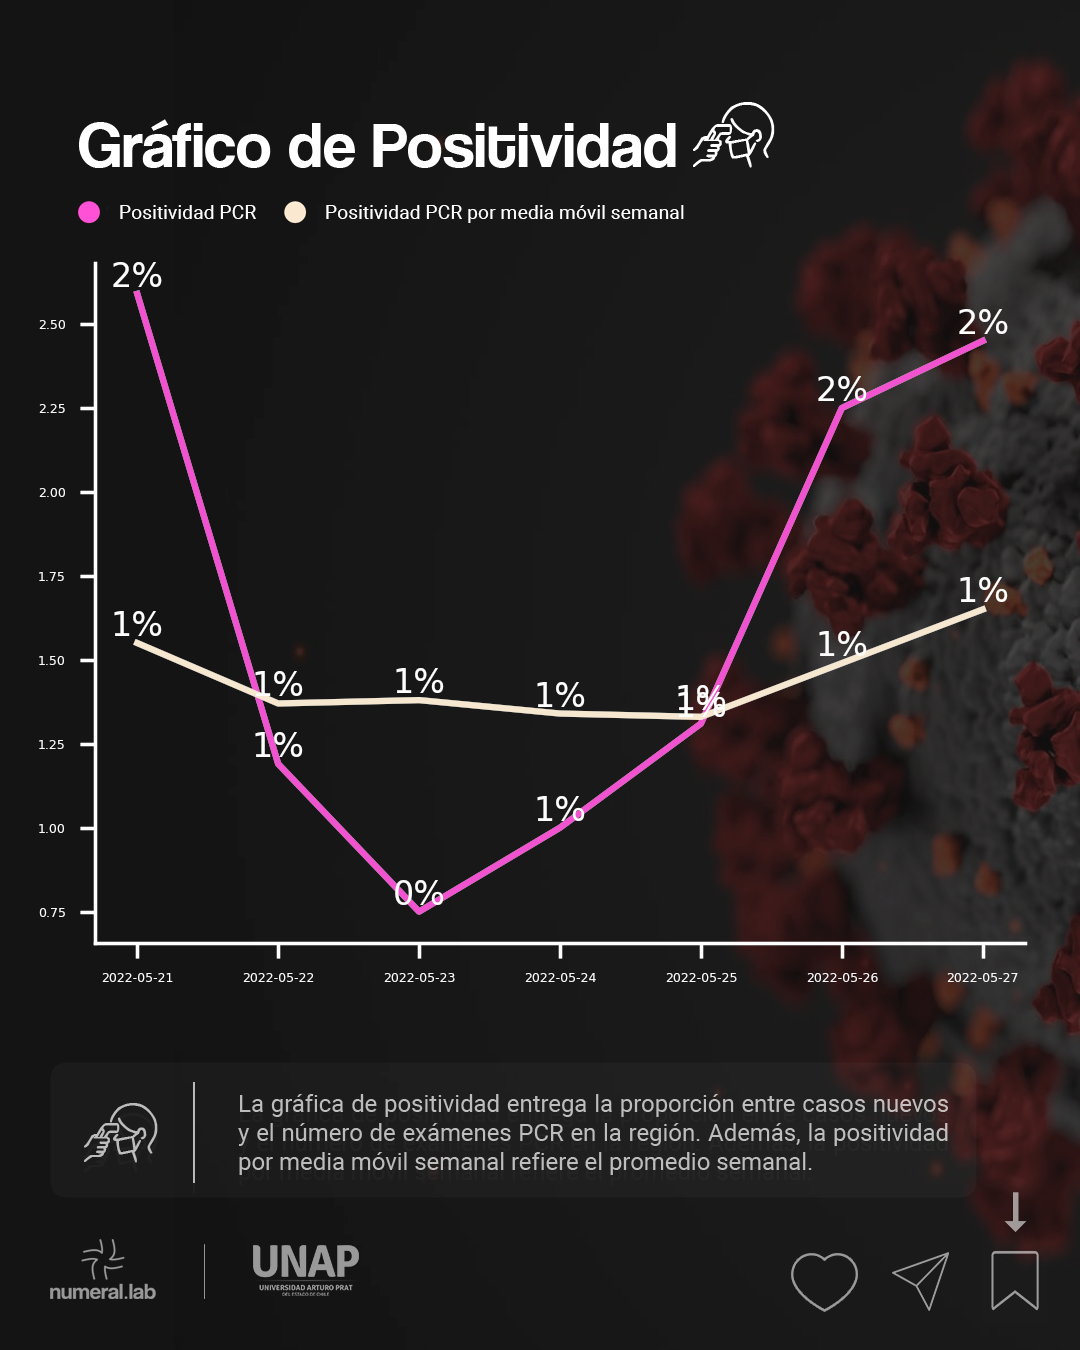 Gráfico de Positividad
Positividad PCR
Positividad PCR por media móvil semanal
2%
2%
2%
1%
1%
1%
1%
1%
1%
1%
1%
1%
1%
0%
2.50
2.25
2.00
1.75
1.50
1.25
1.00
0.75
2022-05-21
2022-05-22
2022-05-23
2022-05-24
2022-05-25
2022-05-26
2022-05-27
La gráfica de positividad entrega la proporción entre casos nuevos
y el número de exámenes PCR en la región. Además, la positividad
por media móvil semanal refiere el promedio semanal.
numeral.lab
UNAP
UNIVERSIDAD ARTURO PRAT
DEL ESTADO DE CHILE